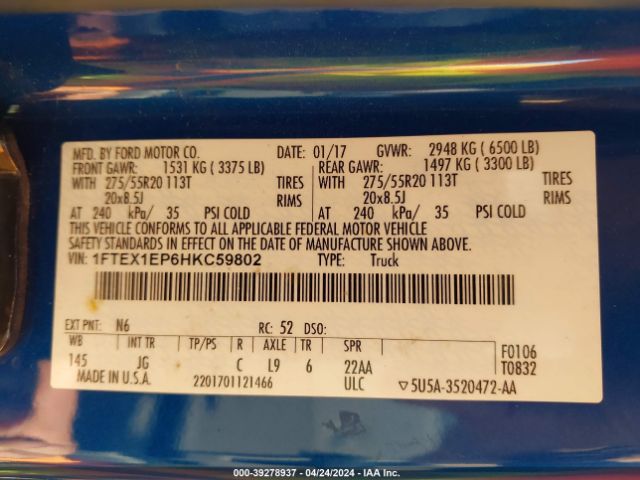 MFD. BY FORD MOTOR CO. DATE: 01/17 GVWR: 2948 KG ( 6500 LB)
FRONT GAWR: 1531 KG ( 3375 LB) REAR GAWR: 1497 KG ( 3300 LB)
WITH 275/55R20 113T TIRES WITH 275/55R20 113T TIRES
20x8.5J RIMS 20x8.5J RIMS
AT 240 kPa/ 35 PSI COLD AT 240 kPa/ 35 PSI COLD
THIS VEHICLE CONFORMS TO ALL APPLICABLE FEDERAL MOTOR VEHICLE
SAFETY STANDARDS IN EFFECT ON THE DATE OF MANUFACTURE SHOWN ABOVE.
VIN: 1FTEX1EP6HKC59802 TYPE: Truck
EXT PNT: N6 RC: 52 DSO:
WB INT TR TP/PS R AXLE TR SPR F0106
145 JG C L9 6 22AA T0832
MADE IN U.S.A. 2201701121466 ULC ▽5U5A-3520472-AA
000-39278937 - 04/24/2024 - IAA Inc.